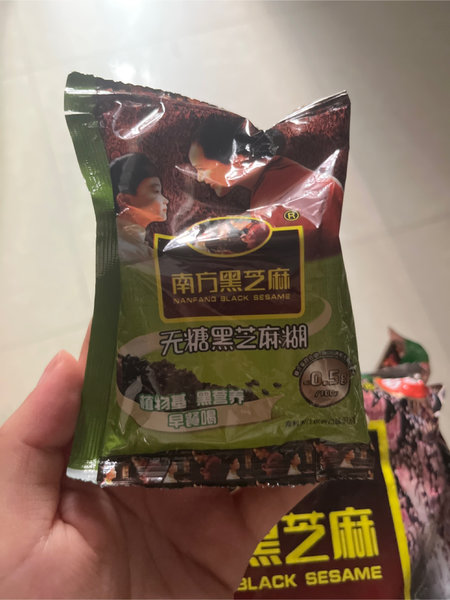 ®
南方黑芝麻
NANFANG BLACK SESAME
无糖黑芝麻糊
0.5g
/100g
植物基 黑营养
早餐喝
黑芝麻
BLACK SESAME